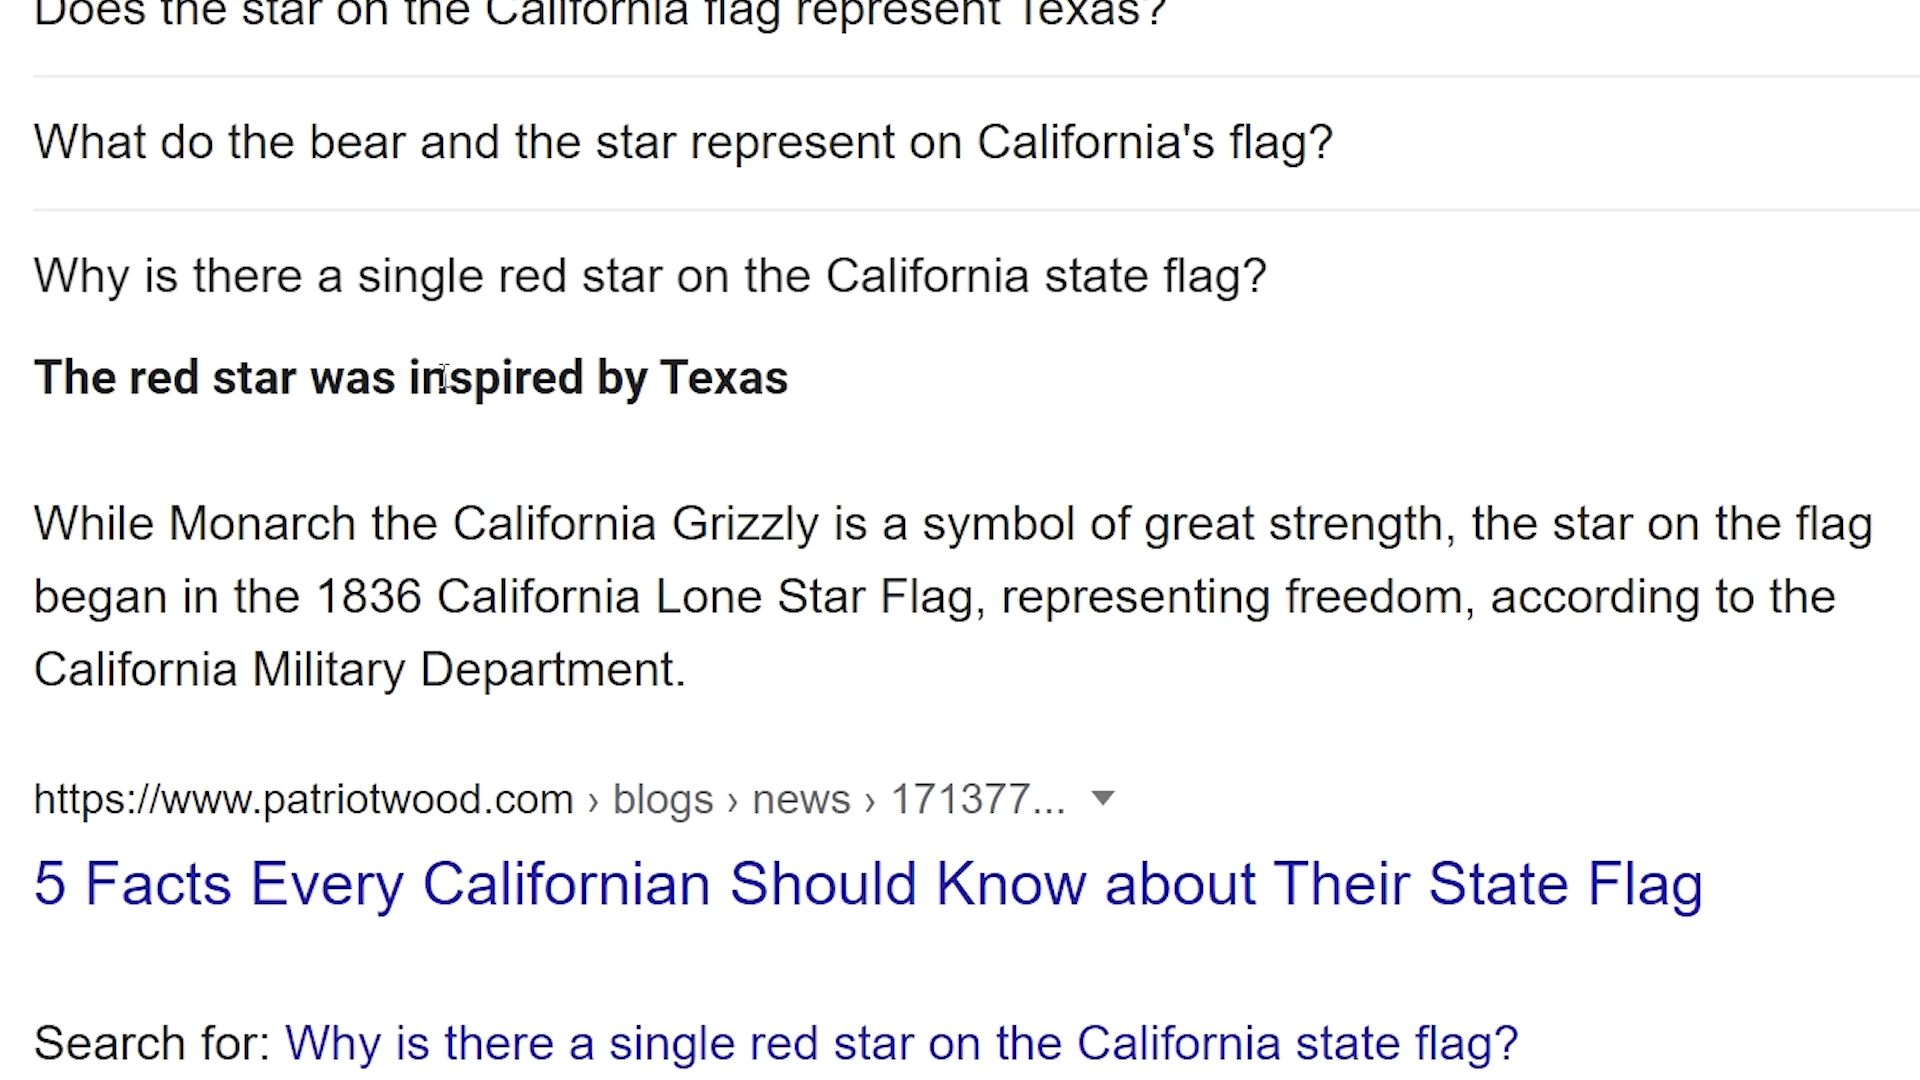 Does the star on the California flag represent Texas?
What do the bear and the star represent on California's flag?
Why is there a single red star on the California state flag?
The red star was inspired by Texas
While Monarch the California Grizzly is a symbol of great strength, the star on the flag
began in the 1836 California Lone Star Flag, representing freedom, according to the
California Military Department.
https://www.patriotwood.com › blogs › news › 171377...
5 Facts Every Californian Should Know about Their State Flag
Search for: Why is there a single red star on the California state flag?